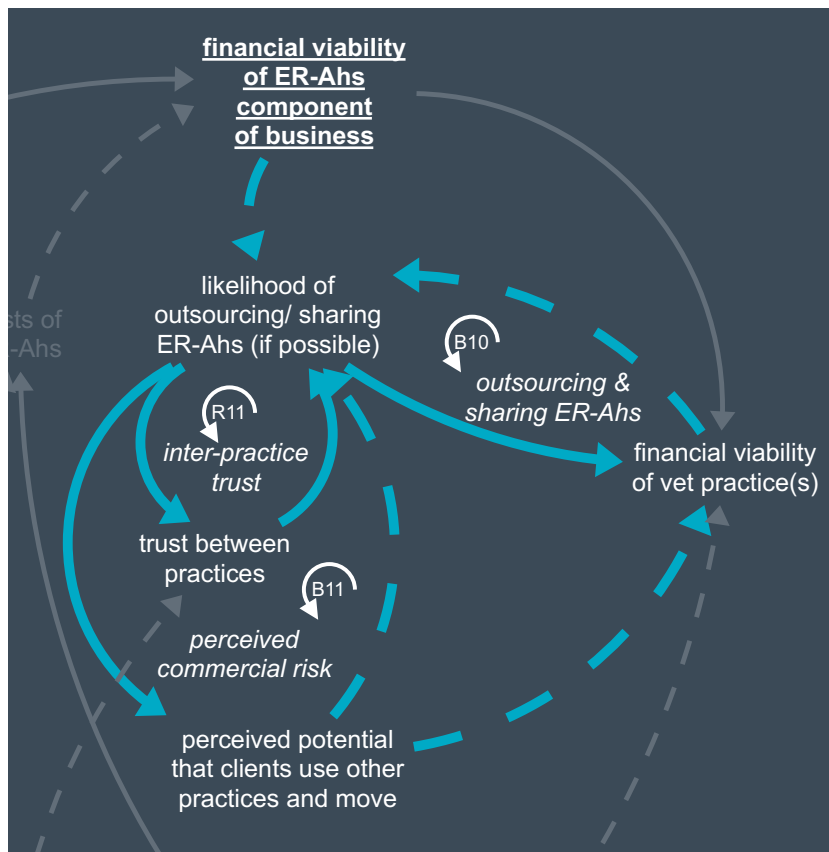 financial viability
of ER-Ahs
component
of business
likelihood of
outsourcing/ sharing
ER-Ahs (if possible)
B10
outsourcing &
sharing ER-Ahs
R11
inter-practice
trust
financial viability
of vet practice(s)
trust between
practices
B11
perceived
commercial risk
perceived potential
that clients use other
practices and move